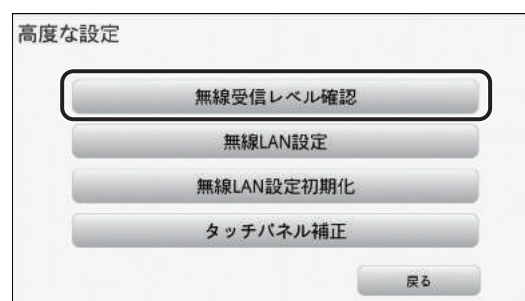 高度な設定
無線受信レベル確認
無線LAN設定
無線LAN設定初期化
タッチパネル補正
戻る